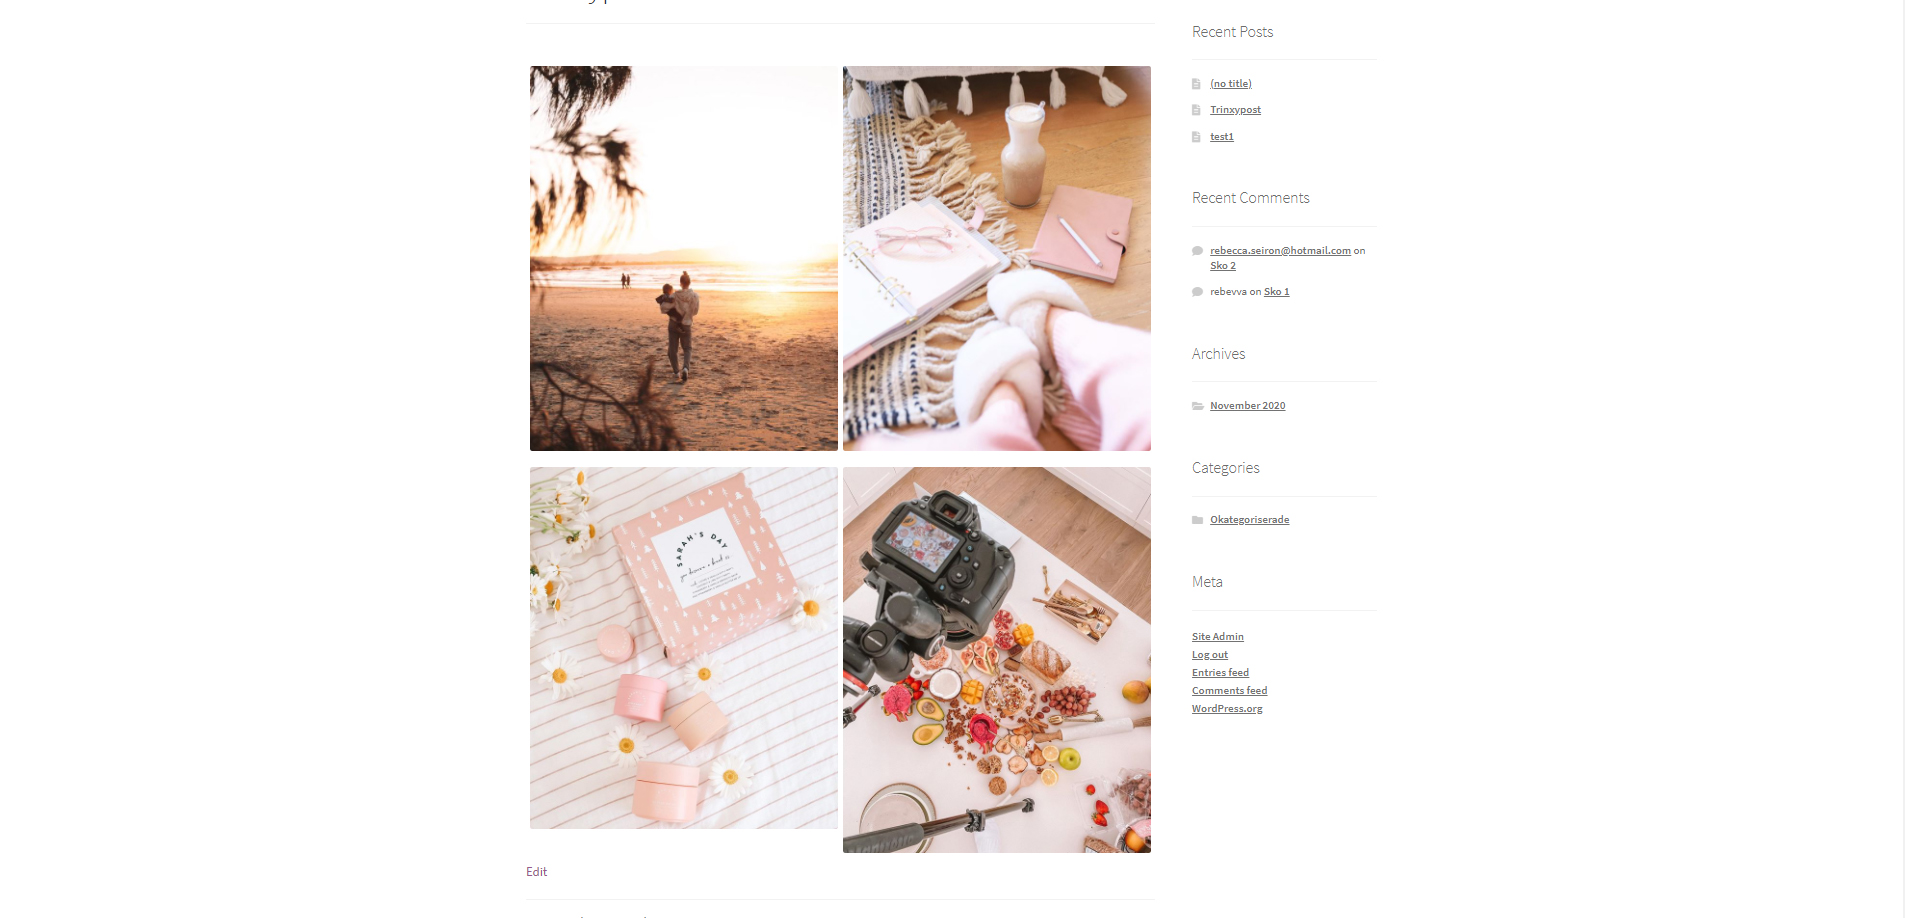 Recent Posts
(no title)
Trinxypost
test1
Recent Comments
rebecca.seiron@hotmail.com on
Sko 2
rebevva on Sko 1
Archives
November 2020
Categories
Okategoriserade
Meta
Site Admin
Log out
Entries feed
Comments feed
WordPress.org
SARAH'S DAY
Edit